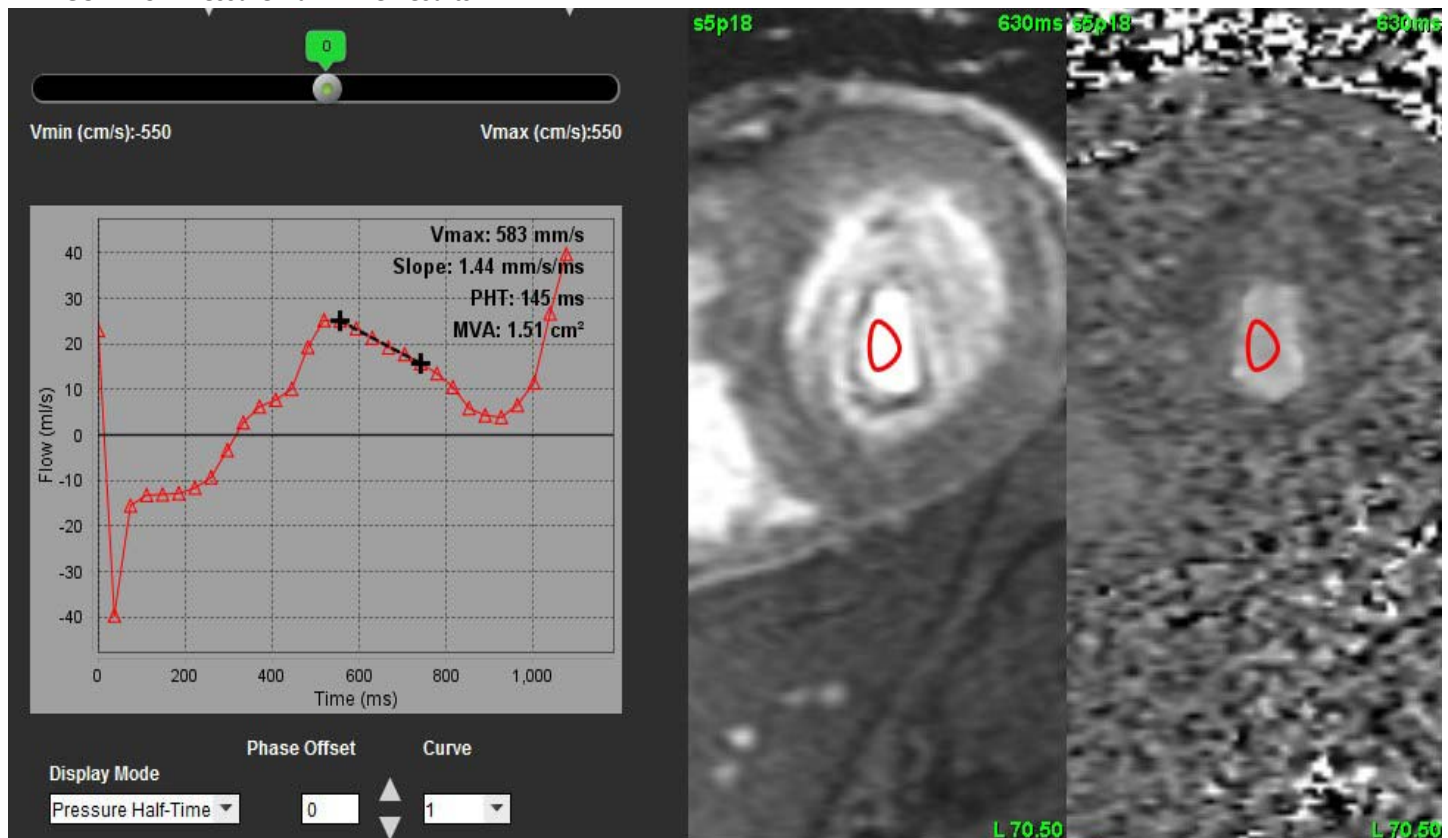 0
Vmin (cm/s):-550
Vmax (cm/s):550
Vmax: 583 mm/s
Slope: 1.44 mm/s/ms
PHT: 145 ms
MVA: 1.51 cm²
40
30
20
10
0
-10
-20
-30
-40
Flow (ml/s)
0
200
400
600
800
1,000
Time (ms)
Phase Offset
Curve
Display Mode
Pressure Half-Time
0
1
s5p18
630ms
s5p18
630ms
L 70.50
L 70.50